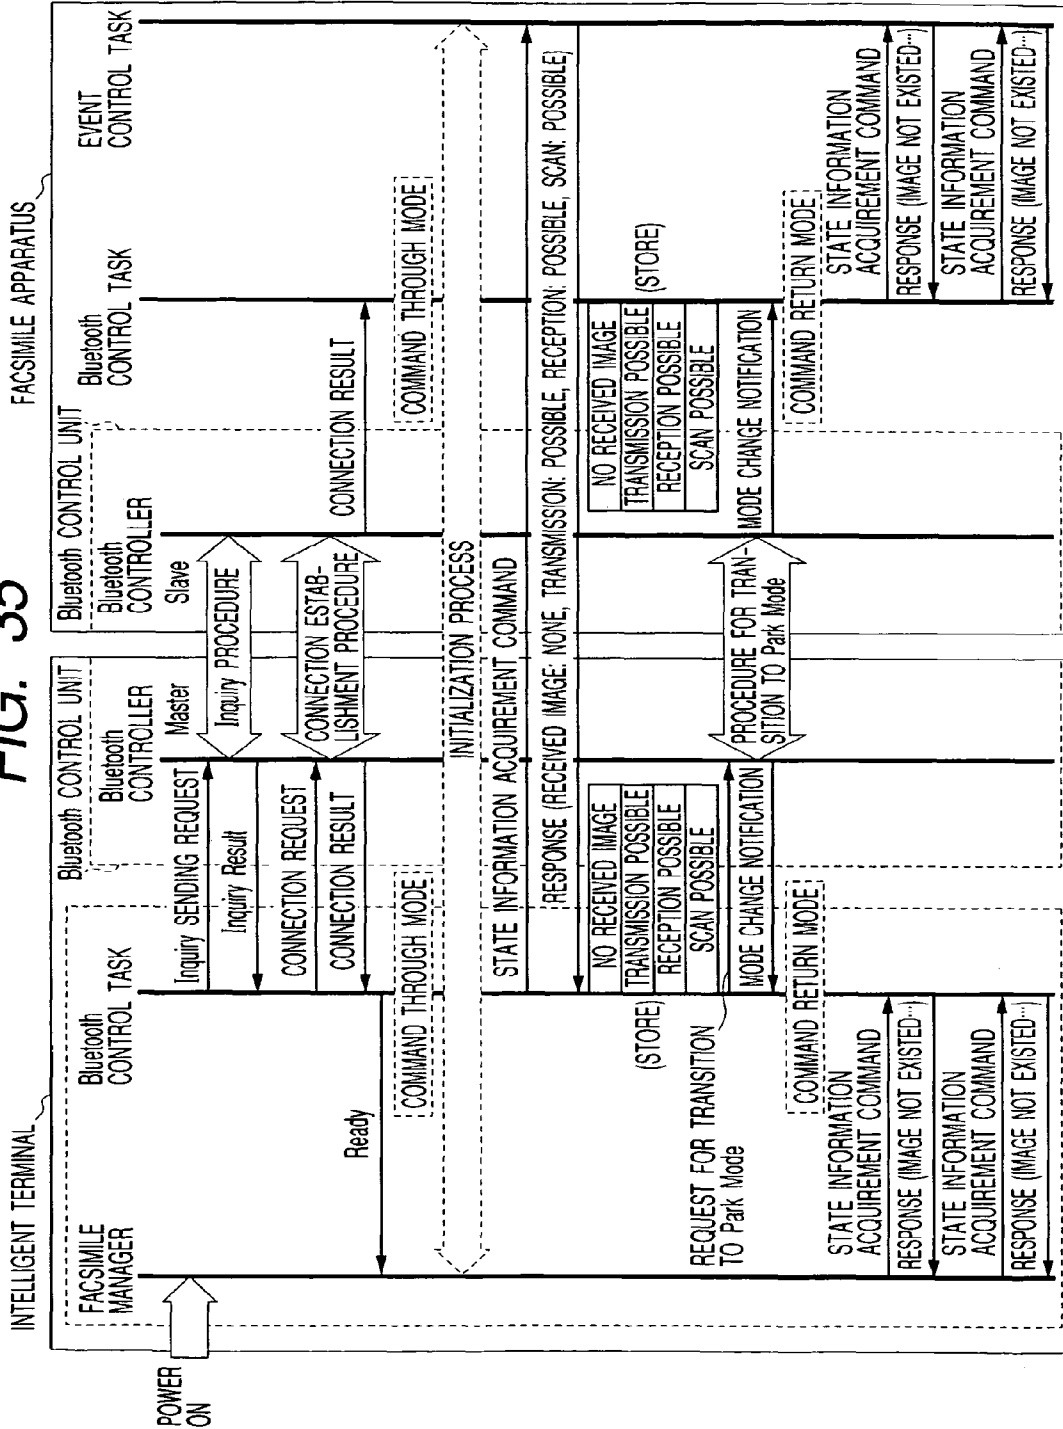 FIG. 35
INTELLIGENT TERMINAL
FACSIMILE APPARATUS
POWER
ON
FACSIMILE
MANAGER
Bluetooth
CONTROL TASK
Bluetooth CONTROL UNIT
Bluetooth
CONTROLLER
Master
Bluetooth CONTROL UNIT
Bluetooth
CONTROLLER
Slave
Bluetooth
CONTROL TASK
EVENT
CONTROL TASK
Inquiry SENDING REQUEST
Inquiry PROCEDURE
Inquiry Result
CONNECTION REQUEST
CONNECTION ESTAB-
LISHMENT PROCEDURE
CONNECTION RESULT
CONNECTION RESULT
Ready
COMMAND THROUGH MODE
COMMAND THROUGH MODE
INITIALIZATION PROCESS
STATE INFORMATION ACQUIREMENT COMMAND
RESPONSE (RECEIVED IMAGE: NONE, TRANSMISSION: POSSIBLE, RECEPTION: POSSIBLE, SCAN: POSSIBLE)
(STORE)
NO RECEIVED IMAGE
TRANSMISSION POSSIBLE
RECEPTION POSSIBLE
SCAN POSSIBLE
NO RECEIVED IMAGE
TRANSMISSION POSSIBLE
RECEPTION POSSIBLE
SCAN POSSIBLE
(STORE)
REQUEST FOR TRANSITION
TO Park Mode
MODE CHANGE NOTIFICATION
PROCEDURE FOR TRAN-
SITION TO Park Mode
MODE CHANGE NOTIFICATION
COMMAND RETURN MODE
COMMAND RETURN MODE
STATE INFORMATION
ACQUIREMENT COMMAND
RESPONSE (IMAGE NOT EXISTED···)
STATE INFORMATION
ACQUIREMENT COMMAND
RESPONSE (IMAGE NOT EXISTED···)
STATE INFORMATION
ACQUIREMENT COMMAND
RESPONSE (IMAGE NOT EXISTED···)
STATE INFORMATION
ACQUIREMENT COMMAND
RESPONSE (IMAGE NOT EXISTED···)